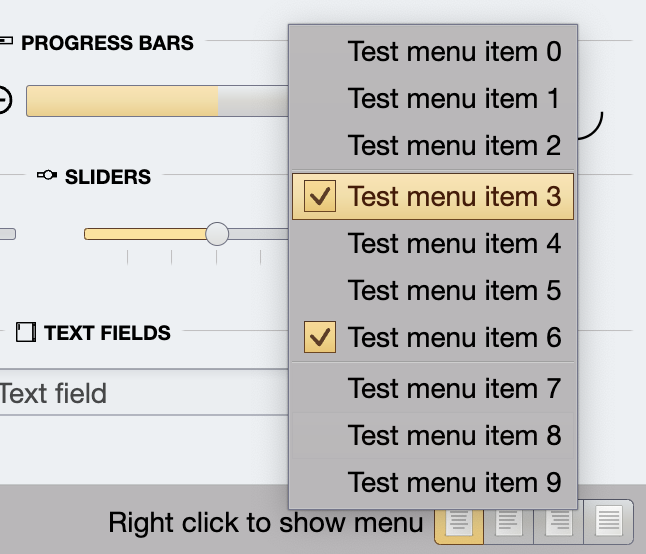 PROGRESS BARS
SLIDERS
TEXT FIELDS
Text field
Test menu item 0
Test menu item 1
Test menu item 2
Test menu item 3
Test menu item 4
Test menu item 5
Test menu item 6
Test menu item 7
Test menu item 8
Test menu item 9
Right click to show menu